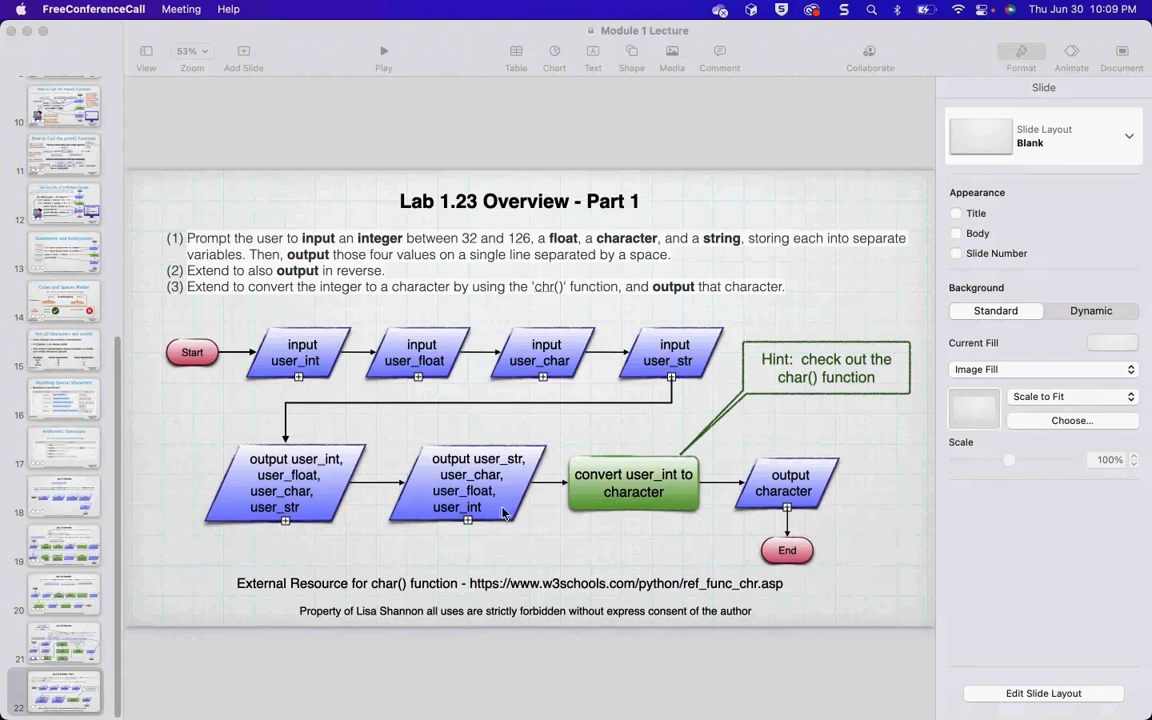 FreeConferenceCall Meeting Help Thu Jun 30 10:09 PM
Module 1 Lecture
53%
View Zoom Add Slide Play Table Chart Text Shape Media Comment Collaborate Format Animate Document
Slide
Slide Layout
Blank
Appearance
Title
Body
Slide Number
Background
Standard Dynamic
Current Fill
Image Fill
Scale to Fit
Choose...
Scale
100%
Edit Slide Layout
10
11
12
13
14
15
16
17
18
19
20
21
22
Lab 1.23 Overview - Part 1
(1) Prompt the user to input an integer between 32 and 126, a float, a character, and a string, storing each into separate
variables. Then, output those four values on a single line separated by a space.
(2) Extend to also output in reverse.
(3) Extend to convert the integer to a character by using the 'chr()' function, and output that character.
Start
input
user_int
input
user_float
input
user_char
input
user_str
Hint: check out the
char() function
output user_int,
user_float,
user_char,
user_str
output user_str,
user_char,
user_float,
user_int
convert user_int to
character
output
character
End
External Resource for char() function - https://www.w3schools.com/python/ref_func_chr.asp
Property of Lisa Shannon all uses are strictly forbidden without express consent of the author